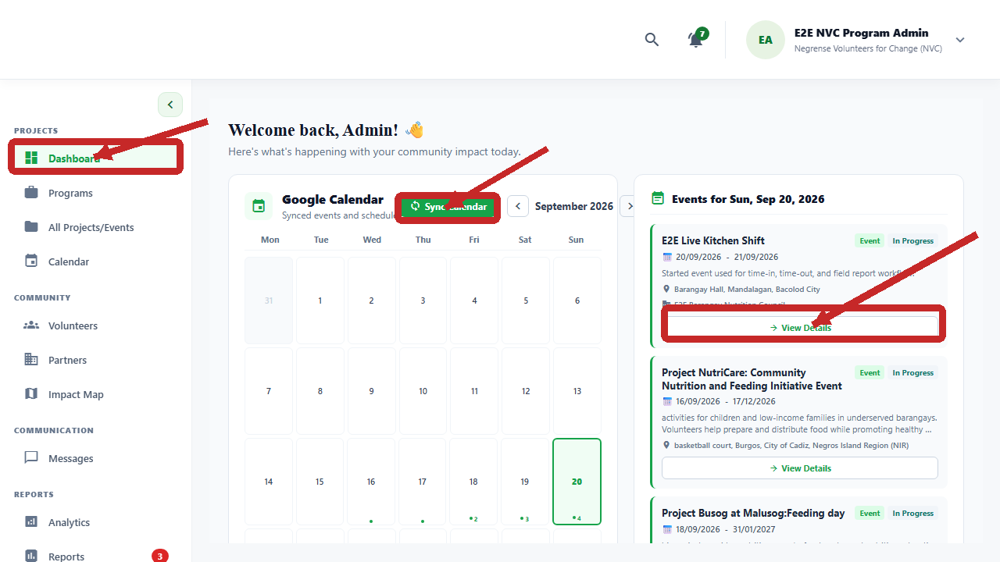 7
EA
E2E NVC Program Admin
Negrense Volunteers for Change (NVC)
PROJECTS
Dashboard
Programs
All Projects/Events
Calendar
COMMUNITY
Volunteers
Partners
Impact Map
COMMUNICATION
Messages
REPORTS
Analytics
Reports
3
Welcome back, Admin! 👋
Here's what's happening with your community impact today.
Google Calendar
Synced events and
Sync Calendar
September 2026
Mon Tue Wed Thu Fri Sat Sun
31 1 2 3 4 5 6
7 8 9 10 11 12 13
14 15 16 17 18 19 20
2 3 4
Events for Sun, Sep 20, 2026
E2E Live Kitchen Shift
Event In Progress
20/09/2026 - 21/09/2026
Started event used for time-in, time-out, and field report
Barangay Hall, Mandalagan, Bacolod City
E2E Barangay Nutrition Council
View Details
Project NutriCare: Community
Nutrition and Feeding Initiative Event
Event In Progress
16/09/2026 - 17/12/2026
activities for children and low-income families in underserved barangays.
Volunteers help prepare and distribute food while promoting healthy ...
basketball court, Burgos, City of Cadiz, Negros Island Region (NIR)
View Details
Project Busog at Malusog:Feeding day
Event In Progress
18/09/2026 - 31/01/2027